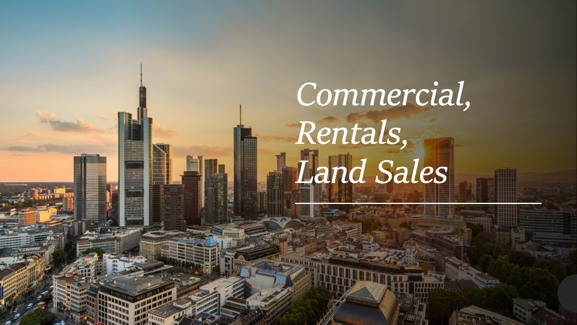 Commercial,
Rentals,
Land Sales